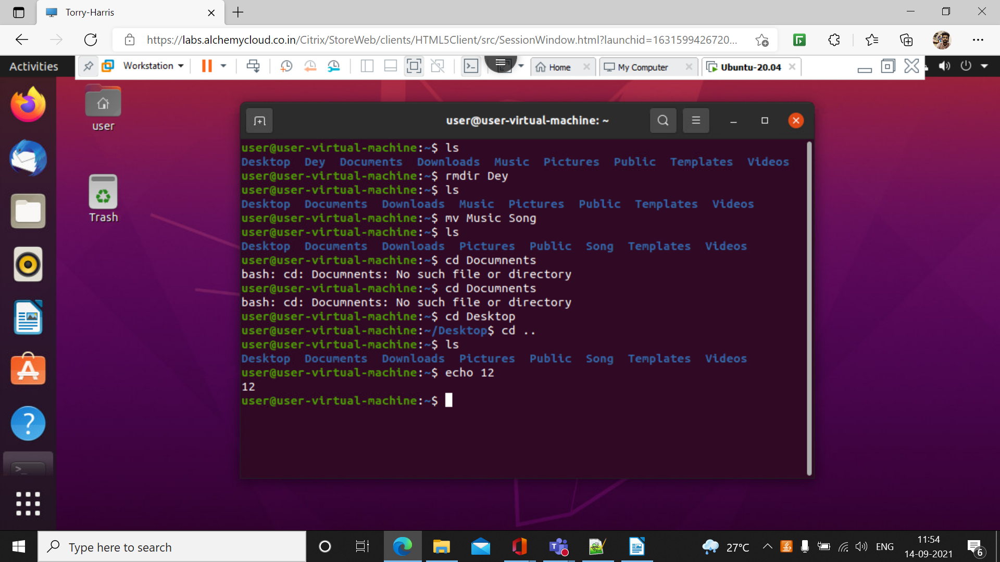 Torry-Harris
https://labs.alchemycloud.co.in/Citrix/StoreWeb/clients/HTML5Client/src/SessionWindow.html?launchid=1631599426720...
Activities
Workstation
Home
My Computer
Ubuntu-20.04
user
Trash
user@user-virtual-machine: ~
user@user-virtual-machine:~$ ls
Desktop Dey Documents Downloads Music Pictures Public Templates Videos
user@user-virtual-machine:~$ rmdir Dey
user@user-virtual-machine:~$ ls
Desktop Documents Downloads Music Pictures Public Templates Videos
user@user-virtual-machine:~$ mv Music Song
user@user-virtual-machine:~$ ls
Desktop Documents Downloads Pictures Public Song Templates Videos
user@user-virtual-machine:~$ cd Documnents
bash: cd: Documnents: No such file or directory
user@user-virtual-machine:~$ cd Documnents
bash: cd: Documnents: No such file or directory
user@user-virtual-machine:~$ cd Desktop
user@user-virtual-machine:~/Desktop$ cd ..
user@user-virtual-machine:~$ ls
Desktop Documents Downloads Pictures Public Song Templates Videos
user@user-virtual-machine:~$ echo 12
12
user@user-virtual-machine:~$
Type here to search
27°C
ENG
11:54
14-09-2021
6